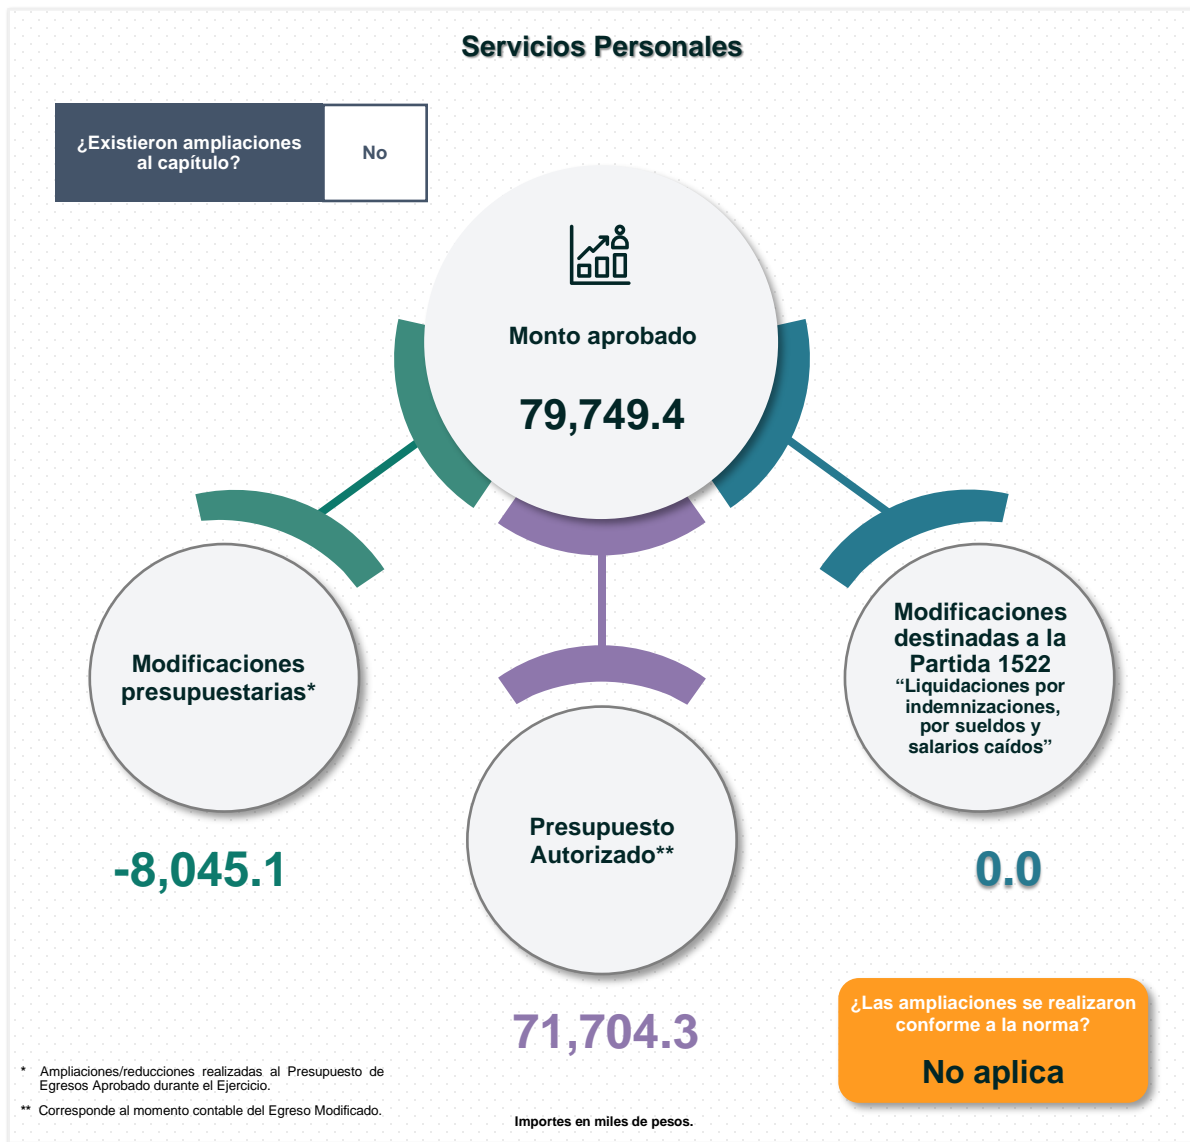 Servicios Personales
¿Existieron ampliaciones
al capítulo?
No
Monto aprobado
79,749.4
Modificaciones
presupuestarias*
-8,045.1
Presupuesto
Autorizado**
71,704.3
Modificaciones
destinadas a la
Partida 1522
“Liquidaciones por
indemnizaciones,
por sueldos y
salarios caídos”
0.0
¿Las ampliaciones se realizaron
conforme a la norma?
No aplica
* Ampliaciones/reducciones realizadas al Presupuesto de
Egresos Aprobado durante el Ejercicio.
** Corresponde al momento contable del Egreso Modificado.
Importes en miles de pesos.